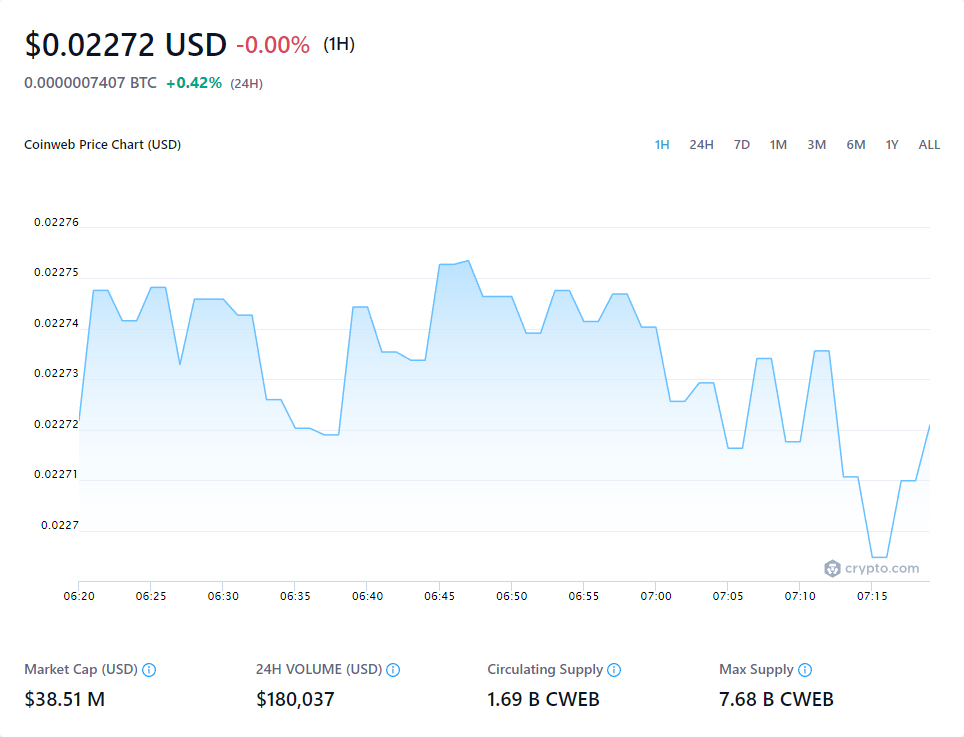 $0.02272 USD -0.00% (1H)
0.0000007407 BTC +0.42% (24H)
Coinweb Price Chart (USD) 1H 24H 7D 1M 3M 6M 1Y ALL
0.02276
0.02275
0.02274
0.02273
0.02272
0.02271
0.0227
crypto.com
06:20 06:25 06:30 06:35 06:40 06:45 06:50 06:55 07:00 07:05 07:10 07:15
Market Cap (USD) 24H VOLUME (USD) Circulating Supply Max Supply
$38.51 M $180,037 1.69 B CWEB 7.68 B CWEB